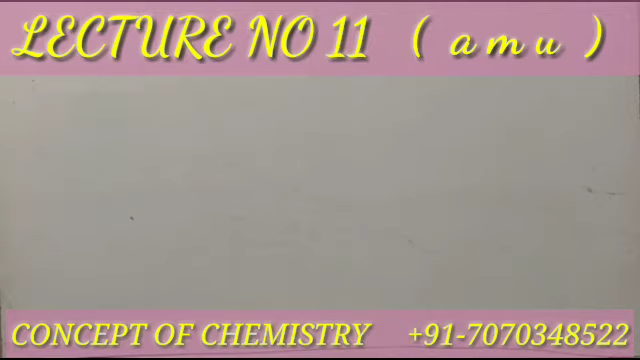 LECTURE NO 11 ( a m u )
CONCEPT OF CHEMISTRY +91-7070348522